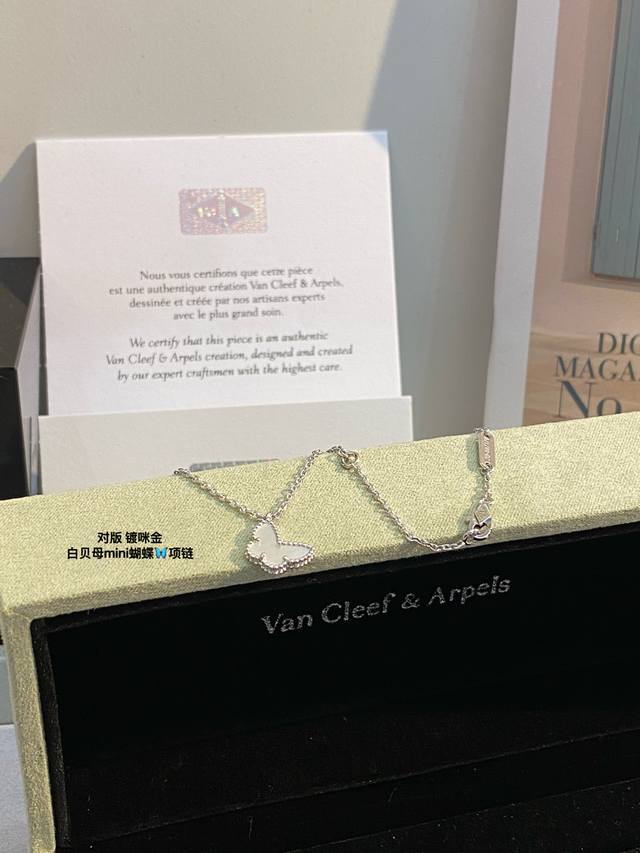 Nous vous certifions que cette pièce
est une authentique création Van Cleef & Arpels,
dessinée et créée par nos artisans experts
avec le plus grand soin.
We certify that this piece is an authentic
Van Cleef & Arpels creation, designed and created
by our expert craftsmen with the highest care.
DIO
MAGA
No
对版 镀咪金
白贝母mini蝴蝶🦋项链
Van Cleef & Arpels